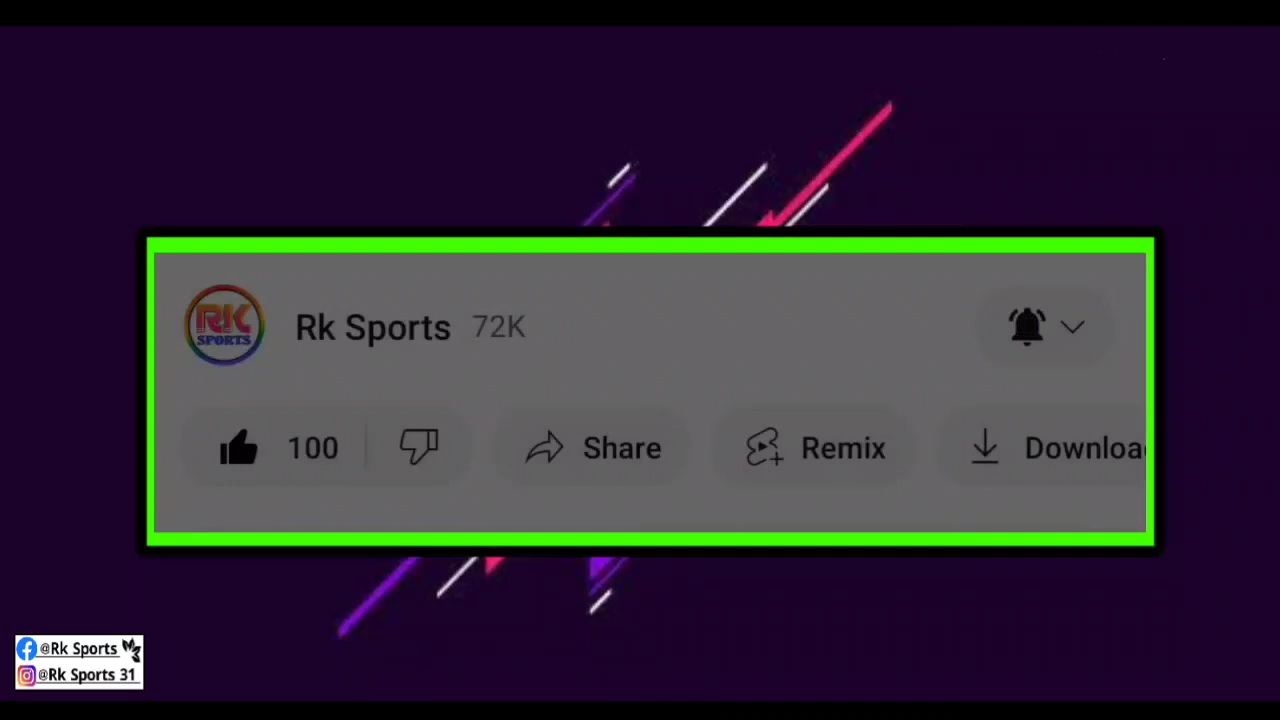 RK
SPORTS
Rk Sports 72K
100 Share Remix Downloa
@Rk Sports
@Rk Sports 31